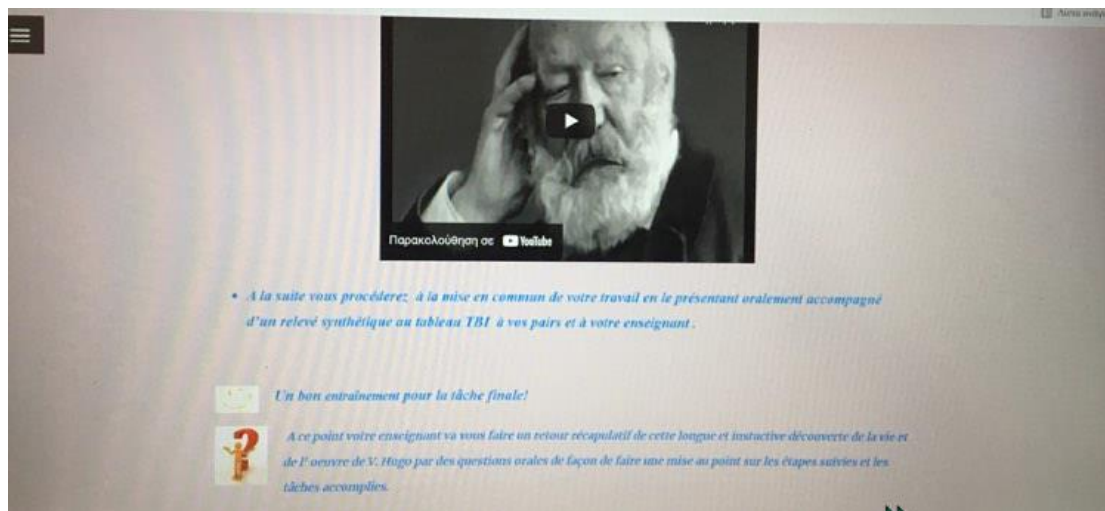 Παρακολούθηση σε YouTube
A la suite vous procéderez à la mise en commun de votre travail en le présentant oralement accompagné
d'un relevé synthétique au tableau TBI à vos pairs et à votre enseignant .
Un bon entraînement pour la tâche finale!
A ce point votre enseignant va vous faire un retour récapulatif de cette longue et instuctive découverte de la vie et
de l' oeuvre de V. Hugo par des questions orales de façon de faire une mise au point sur les étapes suivies et les
tâches accomplies.